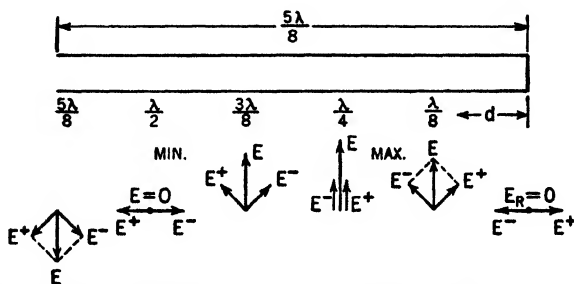 5λ/8
5λ/8 λ/2 3λ/8 λ/4 λ/8 d
MIN. E MAX.
E=0 E⁺ E⁻ E E⁻ E⁺ E E⁻ E⁺ E_R=0
E⁺ E⁻ E⁺ E⁻ E⁻ E⁺
E